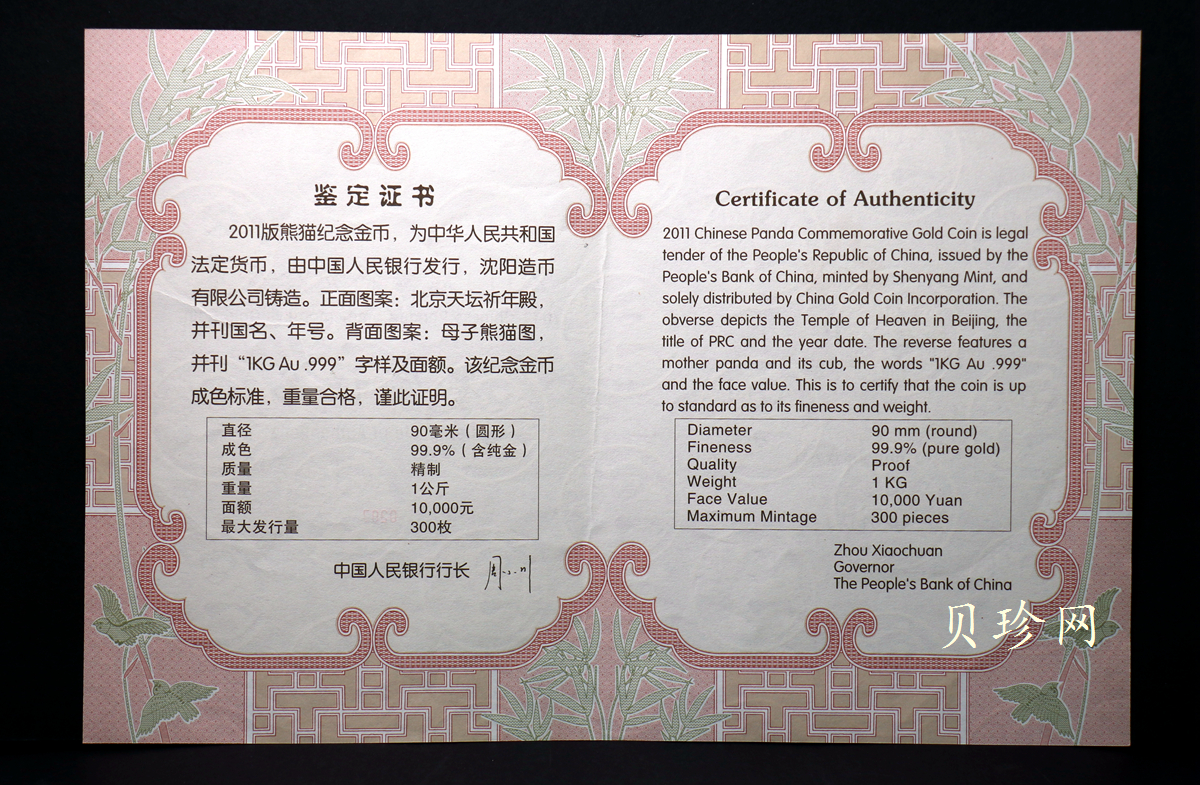 鉴定证书
2011版熊猫纪念金币，为中华人民共和国
法定货币，由中国人民银行发行，沈阳造币
有限公司铸造。正面图案：北京天坛祈年殿，
并刊国名、年号。背面图案：母子熊猫图，
并刊“1KG Au .999”字样及面额。该纪念金币
成色标准，重量合格，谨此证明。
直径 90毫米（圆形）
成色 99.9%（含纯金）
质量 精制
重量 1公斤
面额 10,000元
最大发行量 300枚
中国人民银行行长
Certificate of Authenticity
2011 Chinese Panda Commemorative Gold Coin is legal
tender of the People's Republic of China, issued by the
People's Bank of China, minted by Shenyang Mint, and
solely distributed by China Gold Coin Incorporation. The
obverse depicts the Temple of Heaven in Beijing, the
title of PRC and the year date. The reverse features a
mother panda and its cub, the words "1KG Au .999"
and the face value. This is to certify that the coin is up
to standard as to its fineness and weight.
Diameter 90 mm (round)
Fineness 99.9% (pure gold)
Quality Proof
Weight 1 KG
Face Value 10,000 Yuan
Maximum Mintage 300 pieces
Zhou Xiaochuan
Governor
The People's Bank of China
贝珍网